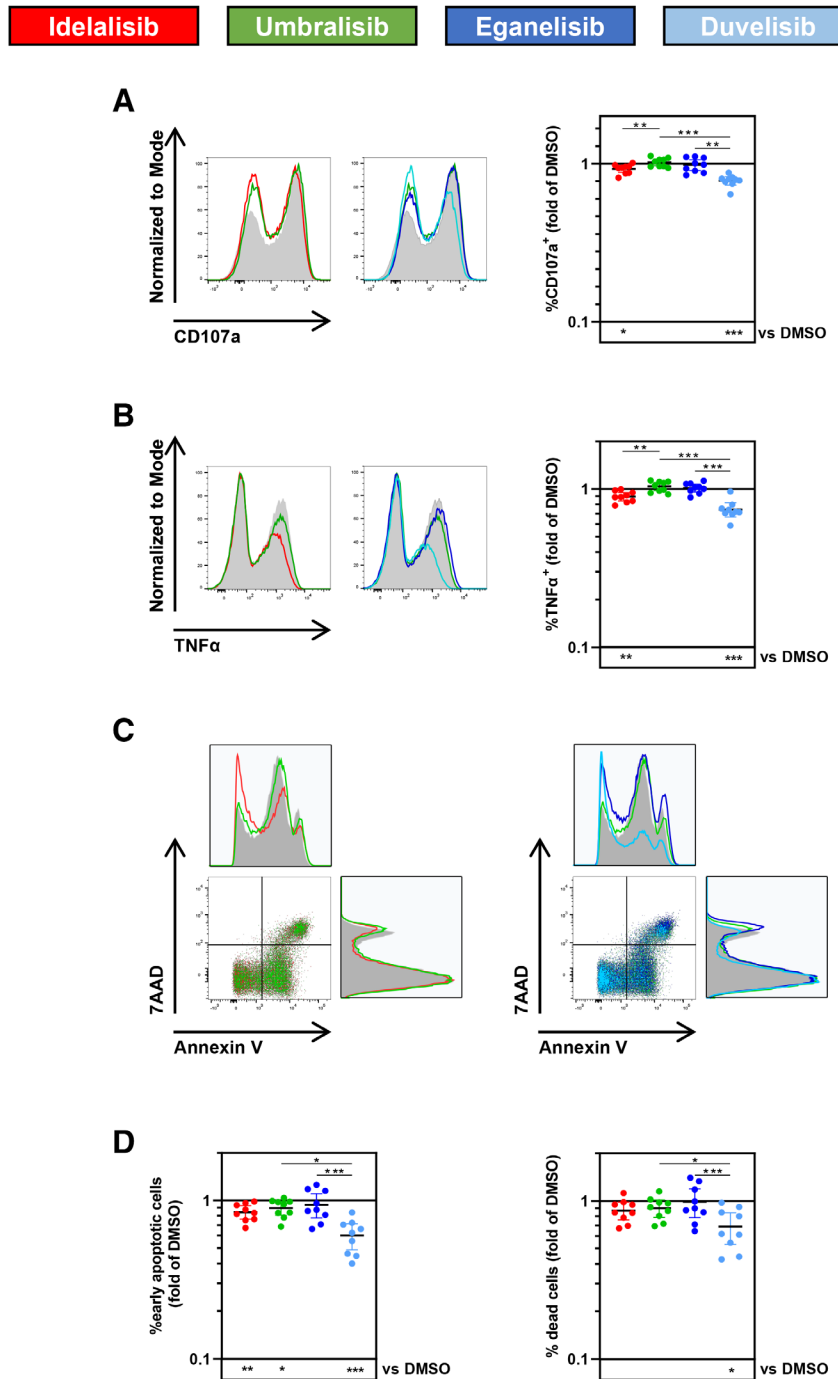 Idelalisib Umbralisib Eganelisib Duvelisib
A
Normalized to Mode
CD107a
%CD107a⁺ (fold of DMSO)
** *** **
1
0.1
* *** vs DMSO
B
Normalized to Mode
TNFα
%TNFα⁺ (fold of DMSO)
** *** ***
1
0.1
** *** vs DMSO
C
7AAD
Annexin V
7AAD
Annexin V
D
%early apoptotic cells
(fold of DMSO)
* ***
1
0.1
** * *** vs DMSO
% dead cells (fold of DMSO)
* ***
1
0.1
* vs DMSO